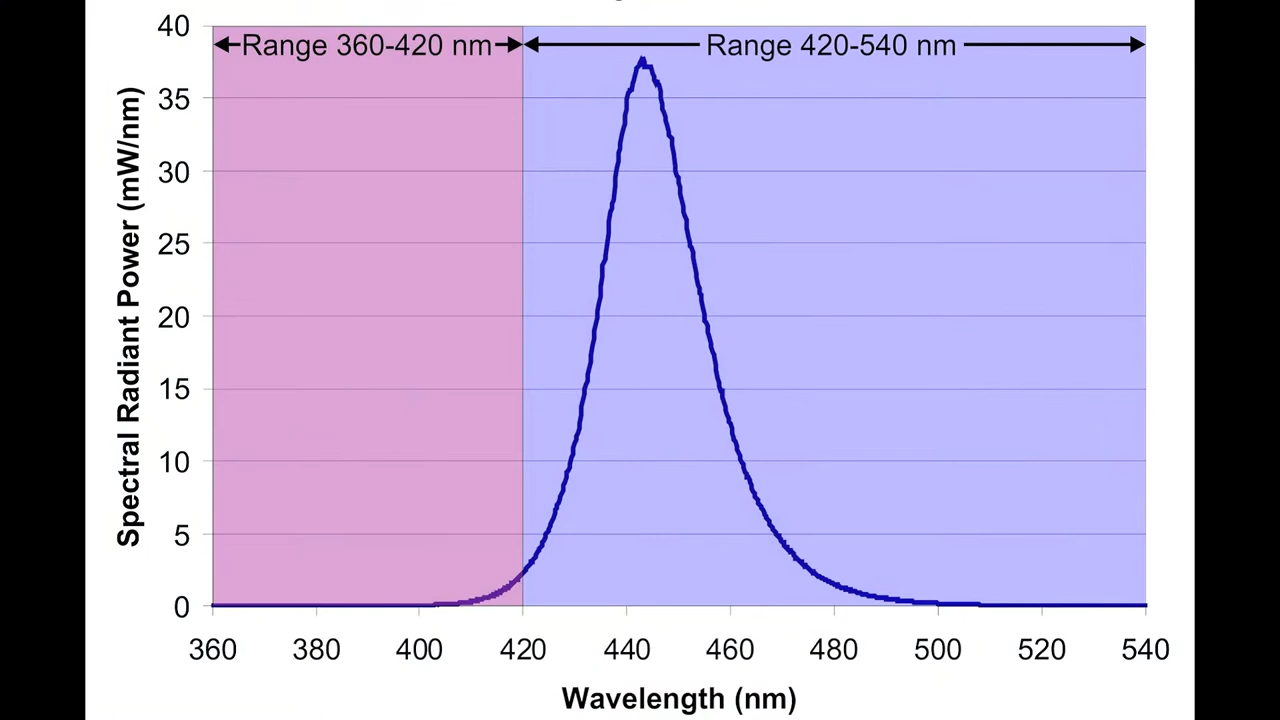 40
Range 360-420 nm
Range 420-540 nm
35
30
25
20
15
10
5
0
Spectral Radiant Power (mW/nm)
360 380 400 420 440 460 480 500 520 540
Wavelength (nm)